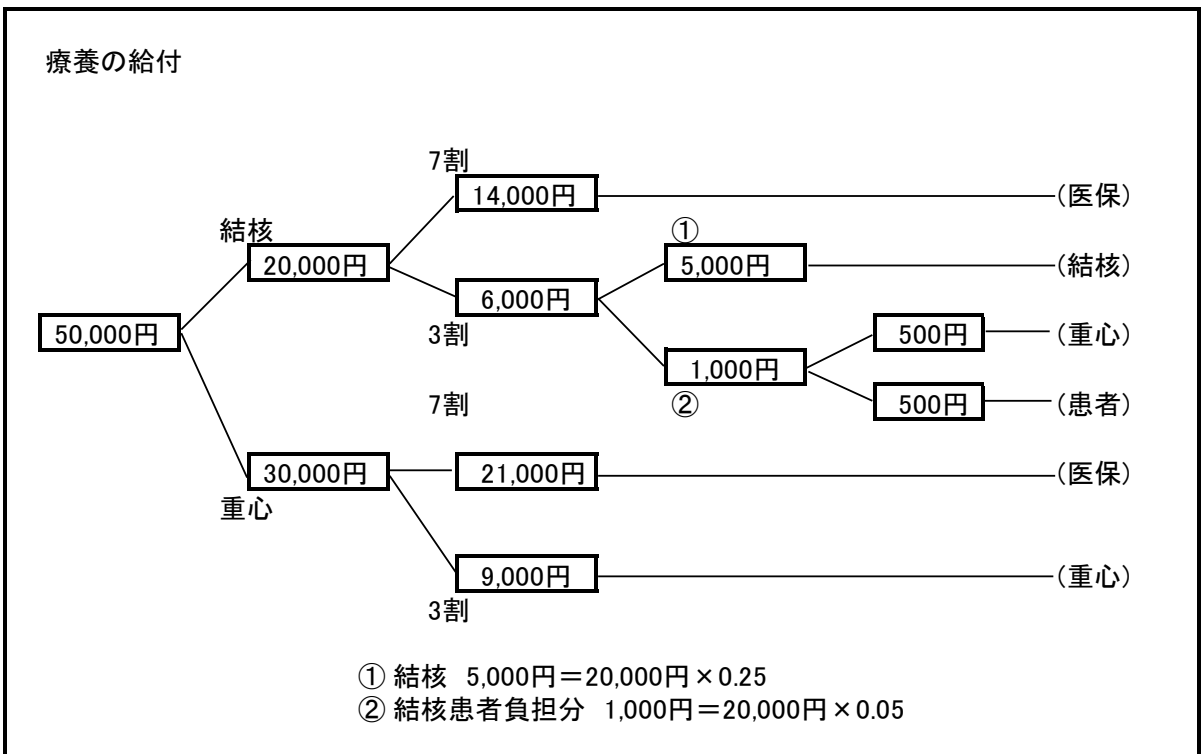 療養の給付
7割
14,000円
(医保)
結核
20,000円
①
5,000円
(結核)
6,000円
50,000円
3割
500円
(重心)
1,000円
7割
②
500円
(患者)
30,000円
21,000円
(医保)
重心
9,000円
(重心)
3割
① 結核 5,000円=20,000円×0.25
② 結核患者負担分 1,000円=20,000円×0.05